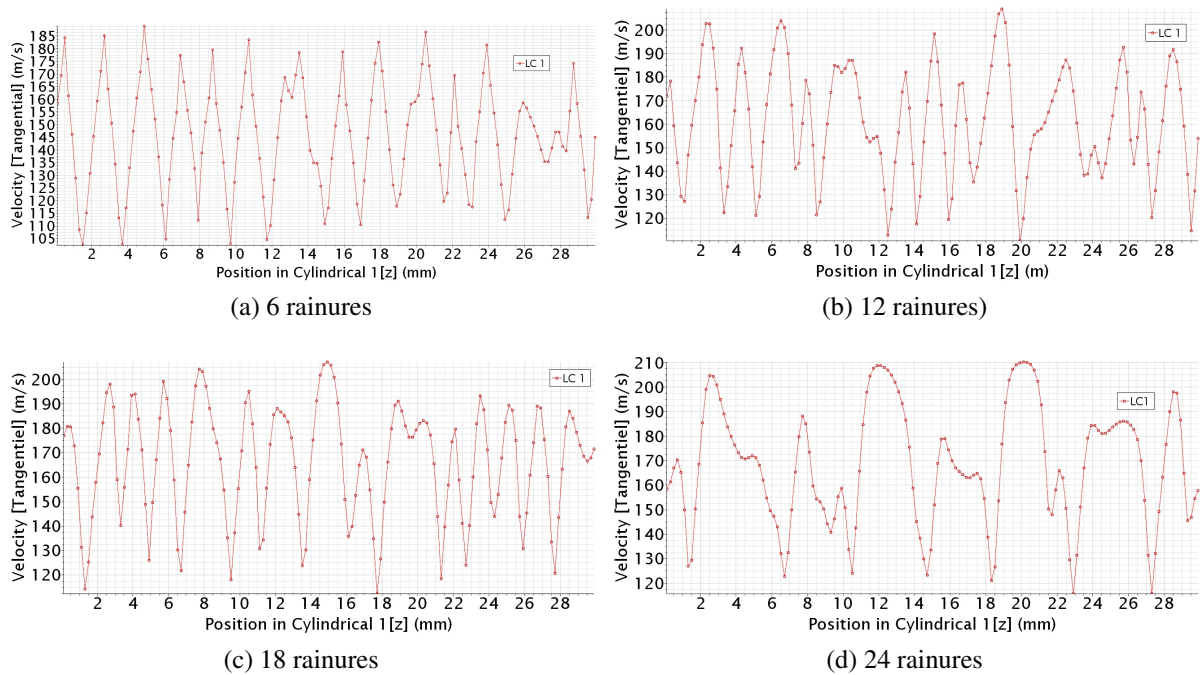 185
180
175
170
165
160
155
150
145
140
135
130
125
120
115
110
105
Velocity [Tangentiel] (m/s)
LC 1
2 4 6 8 10 12 14 16 18 20 22 24 26 28
Position in Cylindrical 1[z] (mm)
(a) 6 rainures
200
190
180
170
160
150
140
130
120
Velocity [Tangentiel] (m/s)
LC 1
2 4 6 8 10 12 14 16 18 20 22 24 26 28
Position in Cylindrical 1[z] (m)
(b) 12 rainures)
200
190
180
170
160
150
140
130
120
Velocity [Tangentiel] (m/s)
LC 1
2 4 6 8 10 12 14 16 18 20 22 24 26 28
Position in Cylindrical 1[z] (mm)
(c) 18 rainures
210
200
190
180
170
160
150
140
130
120
Velocity [Tangentiel] (m/s)
LC1
2 4 6 8 10 12 14 16 18 20 22 24 26 28
Position in Cylindrical 1[z] (mm)
(d) 24 rainures